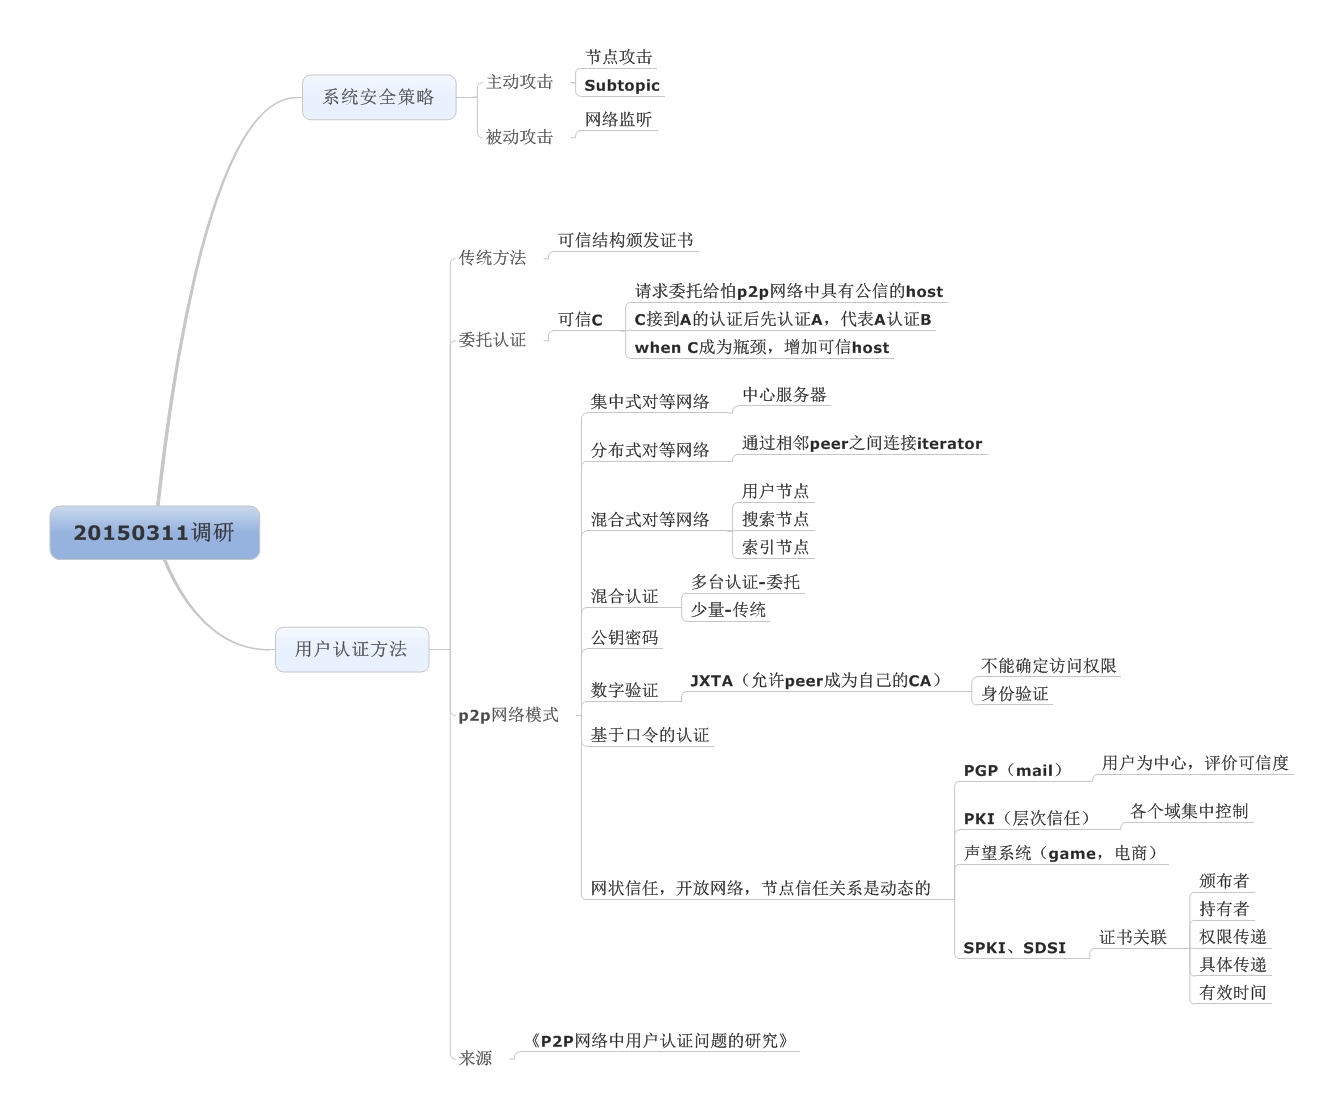 节点攻击
主动攻击
Subtopic
系统安全策略
网络监听
被动攻击
可信结构颁发证书
传统方法
请求委托给怕p2p网络中具有公信的host
可信C
C接到A的认证后先认证A，代表A认证B
委托认证
when C成为瓶颈，增加可信host
集中式对等网络
中心服务器
分布式对等网络
通过相邻peer之间连接iterator
用户节点
混合式对等网络
搜索节点
索引节点
20150311调研
多台认证-委托
混合认证
少量-传统
公钥密码
用户认证方法
不能确定访问权限
数字验证
JXTA（允许peer成为自己的CA）
身份验证
p2p网络模式
基于口令的认证
PGP（mail）
用户为中心，评价可信度
PKI（层次信任）
各个域集中控制
声望系统（game，电商）
网状信任，开放网络，节点信任关系是动态的
颁布者
持有者
SPKI、SDSI
证书关联
权限传递
具体传递
有效时间
《P2P网络中用户认证问题的研究》
来源